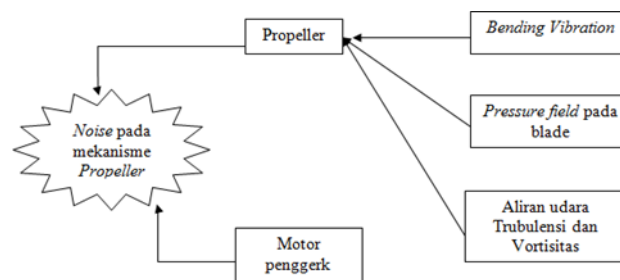 Propeller
Bending Vibration
Noise pada
mekanisme
Propeller
Pressure field pada
blade
Aliran udara
Trubulensi dan
Vortisitas
Motor
penggerk